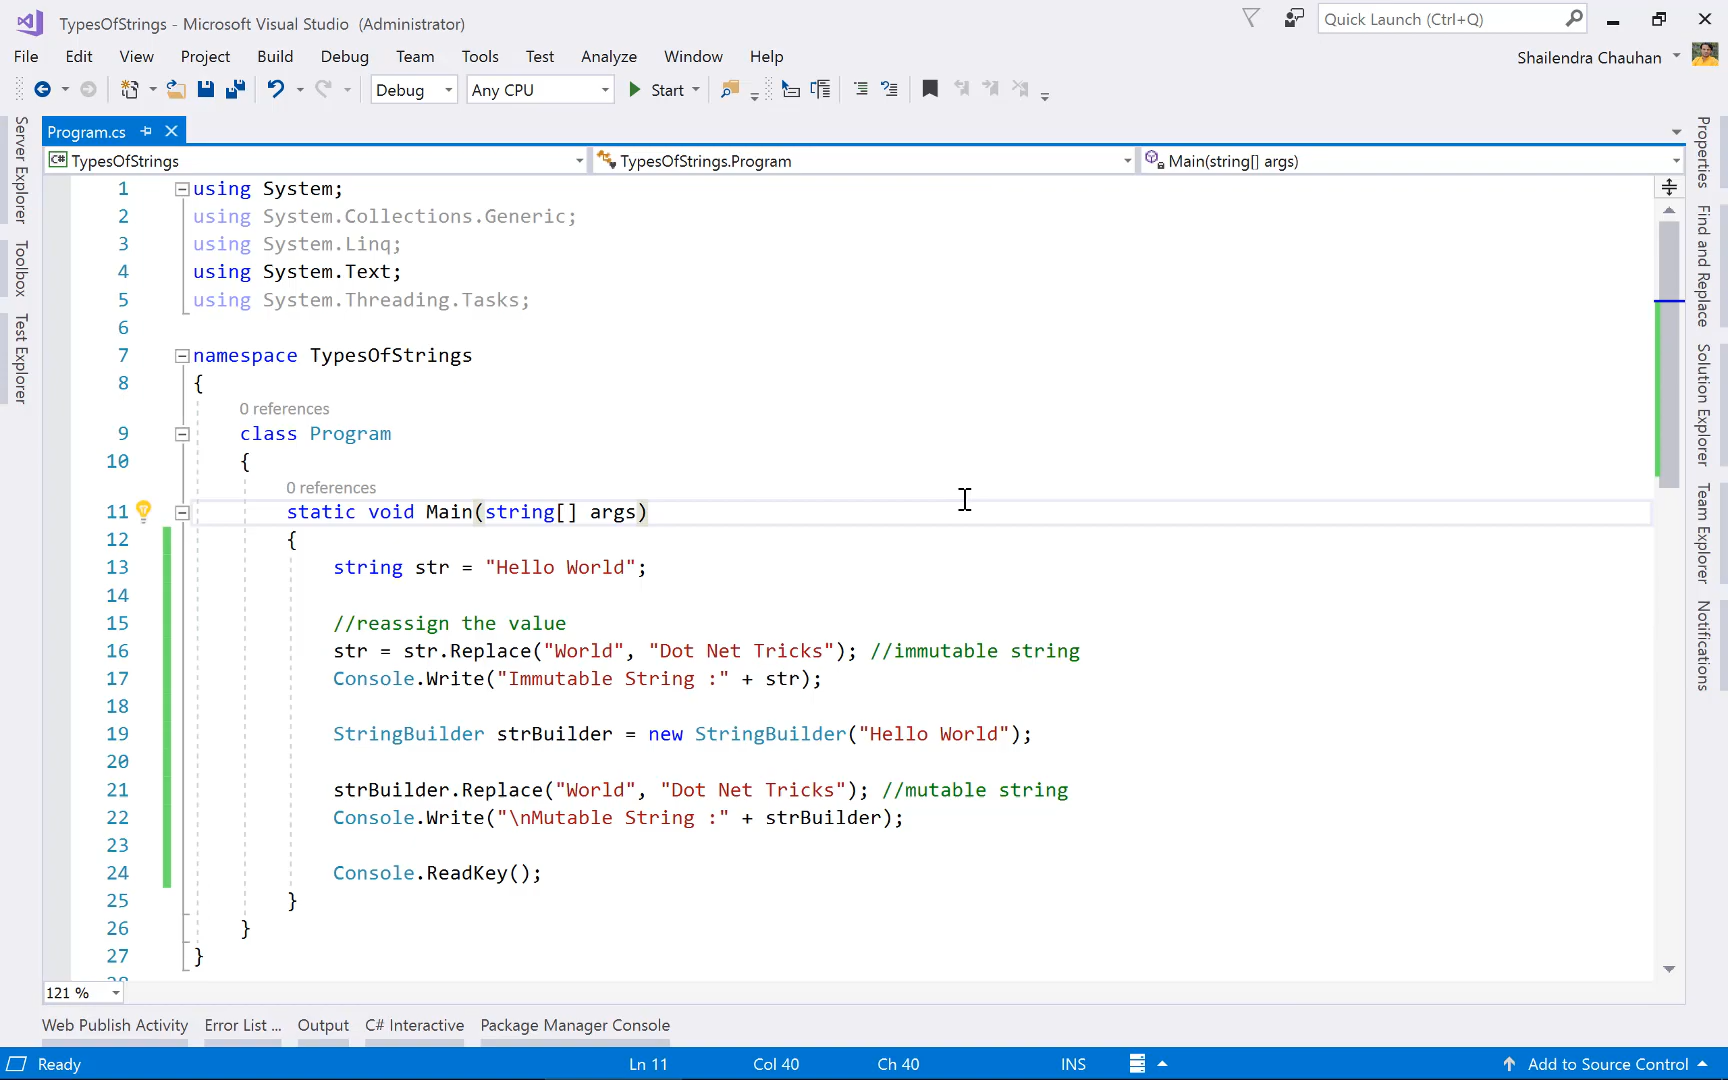 TypesOfStrings - Microsoft Visual Studio (Administrator)
Quick Launch (Ctrl+Q)
File Edit View Project Build Debug Team Tools Test Analyze Window Help
Shailendra Chauhan
Debug Any CPU Start
Program.cs
C# TypesOfStrings TypesOfStrings.Program Main(string[] args)
Server Explorer
Toolbox
Test Explorer
1 using System;
2 using System.Collections.Generic;
3 using System.Linq;
4 using System.Text;
5 using System.Threading.Tasks;
6
7 namespace TypesOfStrings
8 {
0 references
9 class Program
10 {
0 references
11 static void Main(string[] args)
12 {
13 string str = "Hello World";
14
15 //reassign the value
16 str = str.Replace("World", "Dot Net Tricks"); //immutable string
17 Console.Write("Immutable String :" + str);
18
19 StringBuilder strBuilder = new StringBuilder("Hello World");
20
21 strBuilder.Replace("World", "Dot Net Tricks"); //mutable string
22 Console.Write("\nMutable String :" + strBuilder);
23
24 Console.ReadKey();
25 }
26 }
27 }
Properties
Find and Replace
Solution Explorer
Team Explorer
Notifications
121 %
Web Publish Activity Error List ... Output C# Interactive Package Manager Console
Ready Ln 11 Col 40 Ch 40 INS Add to Source Control